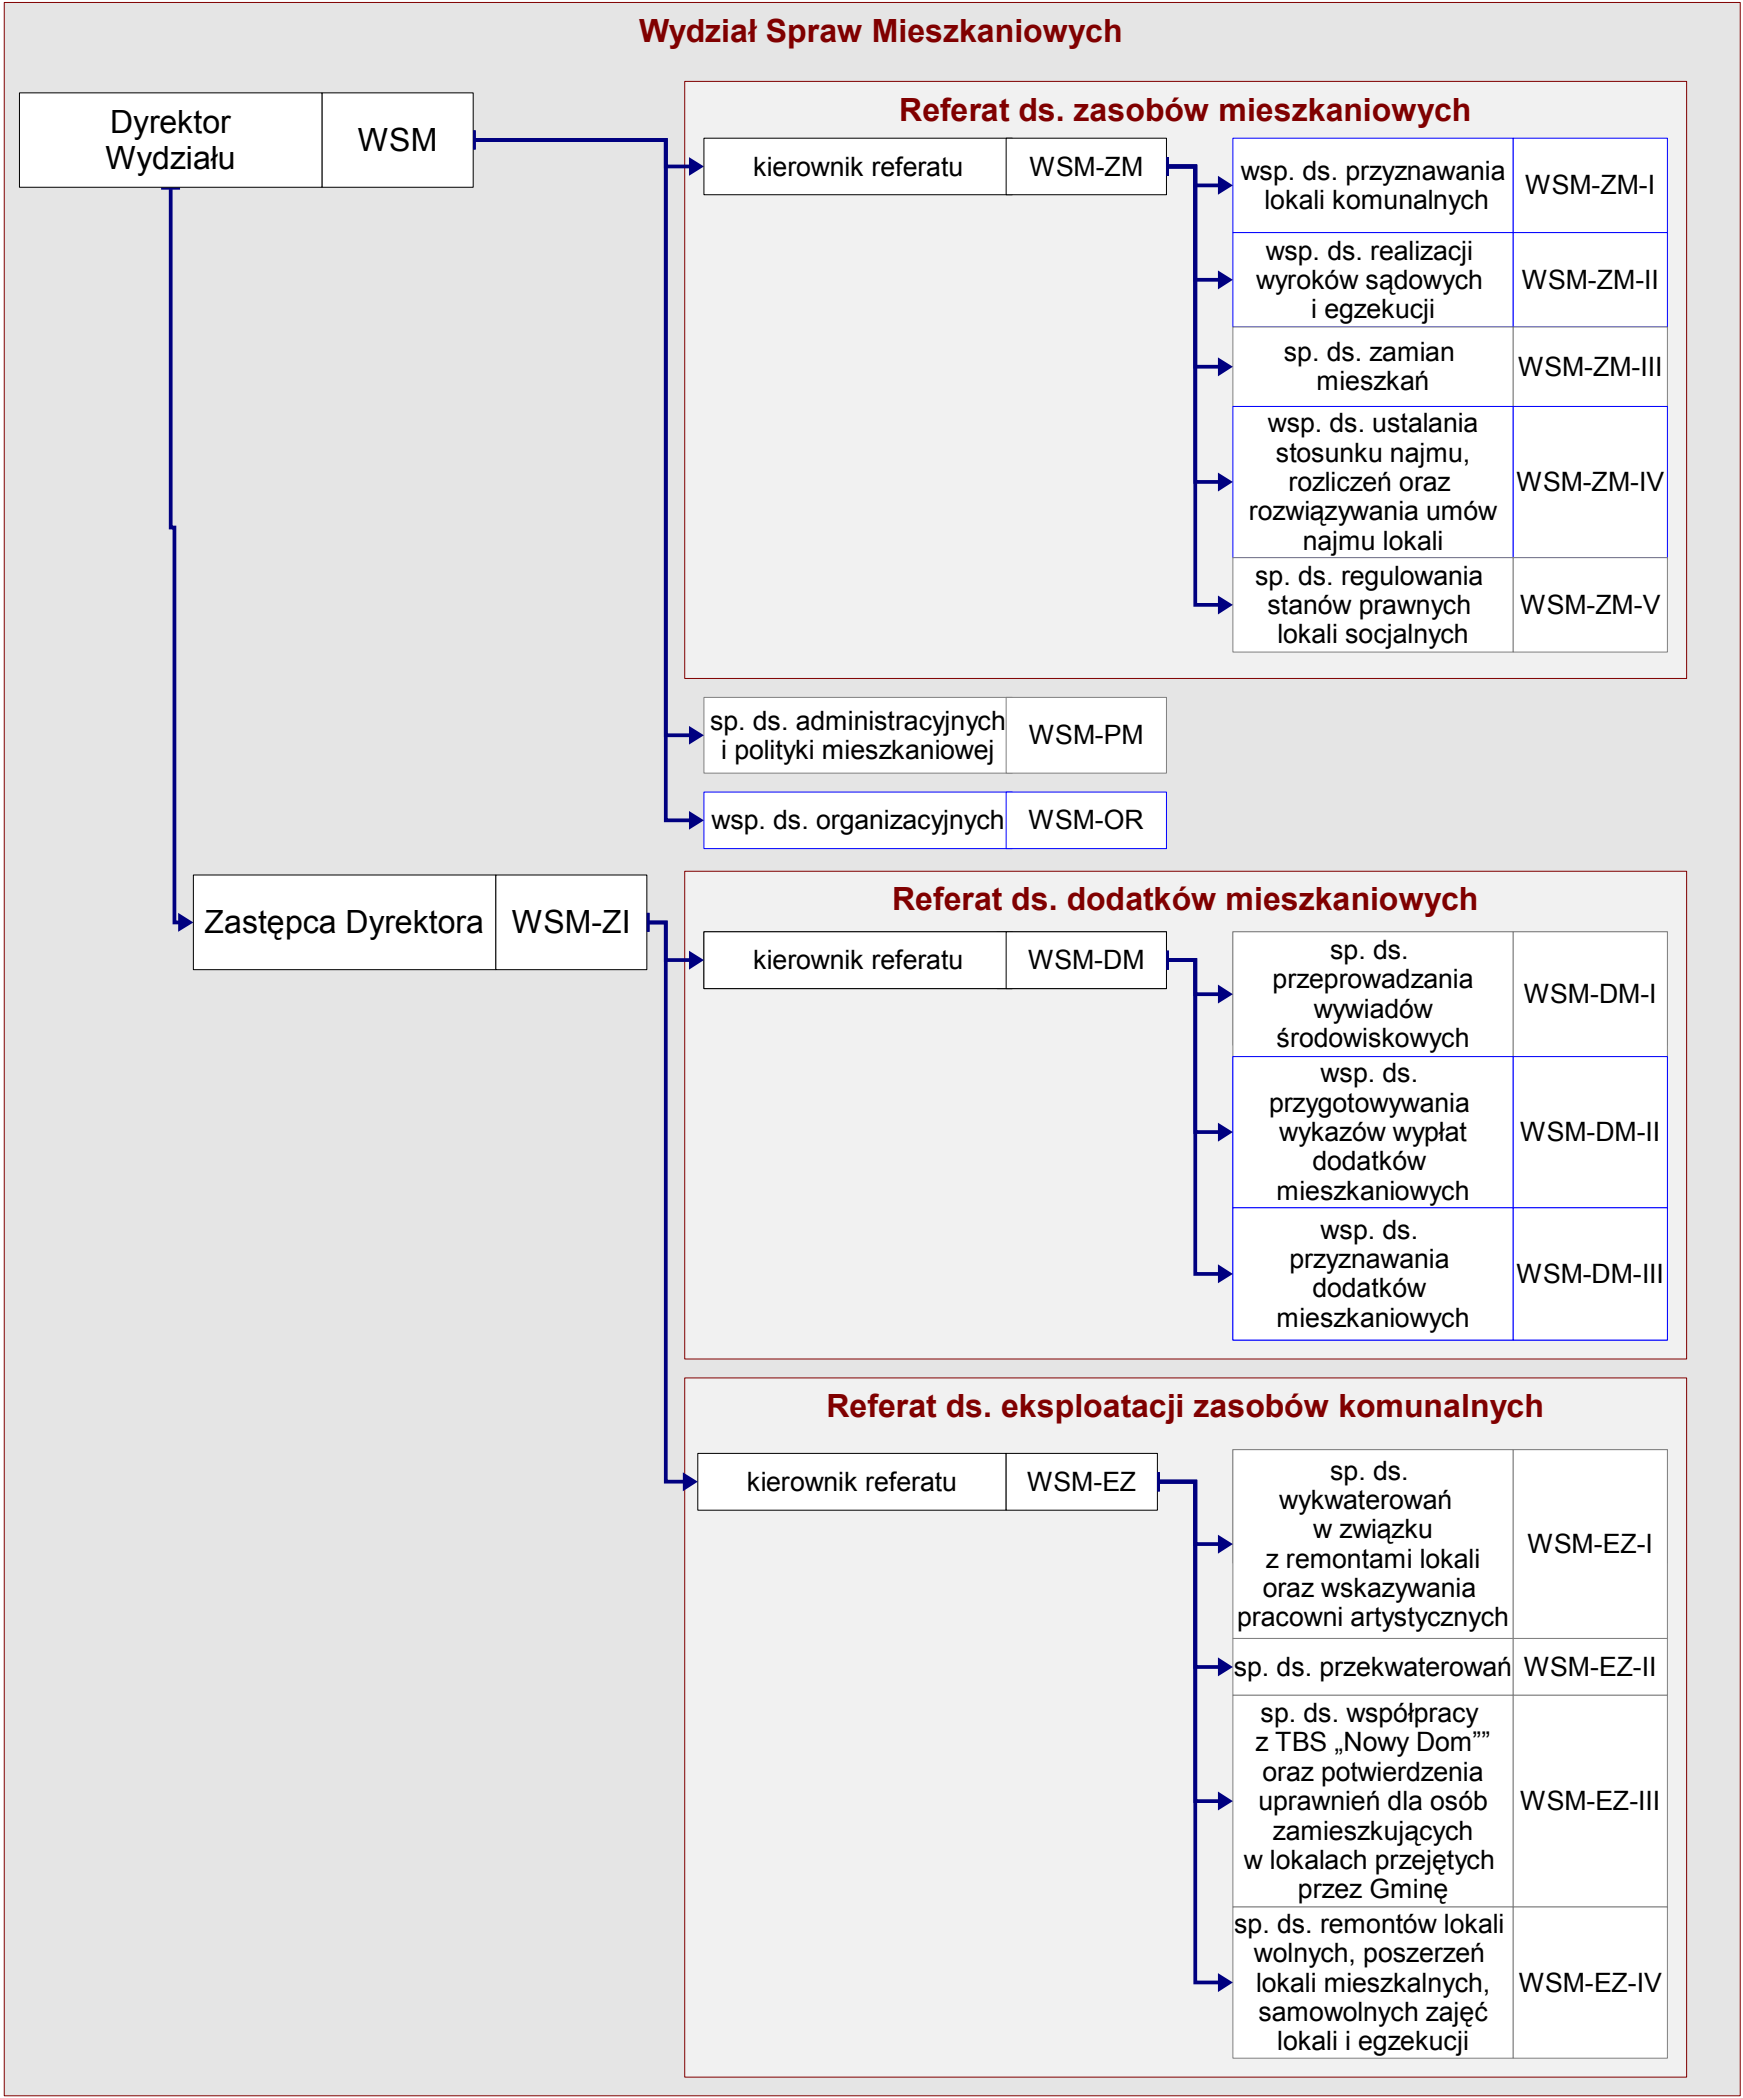 Wydział Spraw Mieszkaniowych
Dyrektor
Wydziału
WSM
Referat ds. zasobów mieszkaniowych
kierownik referatu
WSM-ZM
wsp. ds. przyznawania
lokali komunalnych
WSM-ZM-I
wsp. ds. realizacji
wyroków sądowych
i egzekucji
WSM-ZM-II
sp. ds. zamian
mieszkań
WSM-ZM-III
wsp. ds. ustalania
stosunku najmu,
rozliczeń oraz
rozwiązywania umów
najmu lokali
WSM-ZM-IV
sp. ds. regulowania
stanów prawnych
lokali socjalnych
WSM-ZM-V
sp. ds. administracyjnych
i polityki mieszkaniowej
WSM-PM
wsp. ds. organizacyjnych
WSM-OR
Zastępca Dyrektora
WSM-ZI
Referat ds. dodatków mieszkaniowych
kierownik referatu
WSM-DM
sp. ds.
przeprowadzania
wywiadów
środowiskowych
WSM-DM-I
wsp. ds.
przygotowywania
wykazów wypłat
dodatków
mieszkaniowych
WSM-DM-II
wsp. ds.
przyznawania
dodatków
mieszkaniowych
WSM-DM-III
Referat ds. eksploatacji zasobów komunalnych
kierownik referatu
WSM-EZ
sp. ds.
wykwaterowań
w związku
z remontami lokali
oraz wskazywania
pracowni artystycznych
WSM-EZ-I
sp. ds. przekwaterowań
WSM-EZ-II
sp. ds. współpracy
z TBS „Nowy Dom””
oraz potwierdzenia
uprawnień dla osób
zamieszkujących
w lokalach przejętych
przez Gminę
WSM-EZ-III
sp. ds. remontów lokali
wolnych, poszerzeń
lokali mieszkalnych,
samowolnych zajęć
lokali i egzekucji
WSM-EZ-IV